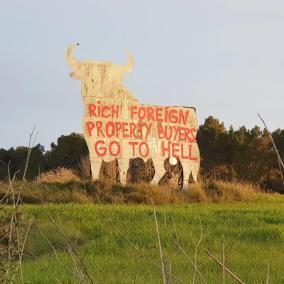 RICH FOREIGN
PROPERTY BUYERS
GO TO HELL